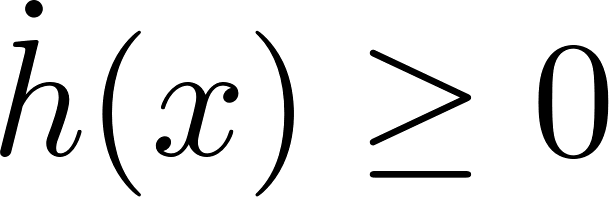 ḣ(x) ≥ 0